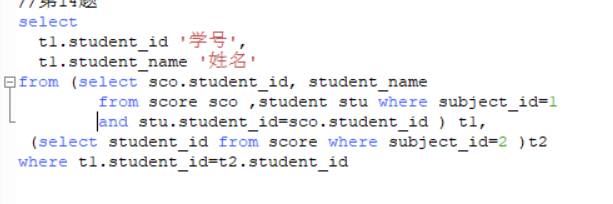 //第14题
select
t1.student_id '学号',
t1.student_name '姓名'
from (select sco.student_id, student_name
from score sco ,student stu where subject_id=1
and stu.student_id=sco.student_id ) t1,
(select student_id from score where subject_id=2 )t2
where t1.student_id=t2.student_id